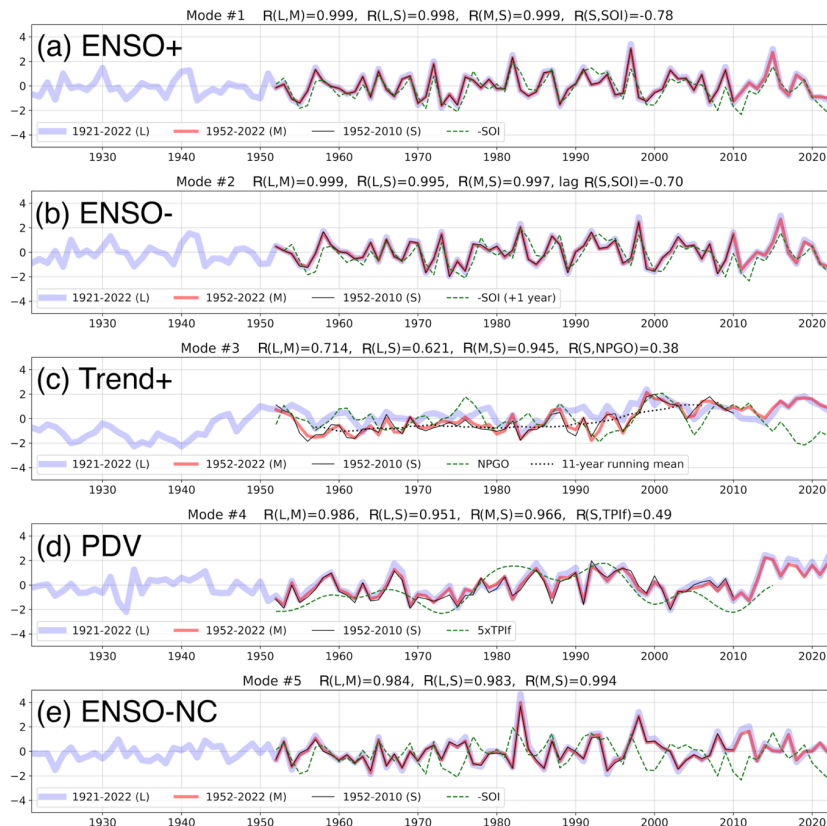 Mode #1 R(L,M)=0.999, R(L,S)=0.998, R(M,S)=0.999, R(S,SOI)=-0.78
(a) ENSO+
4
2
0
−2
−4
1921-2022 (L) 1952-2022 (M) 1952-2010 (S) -SOI
1930 1940 1950 1960 1970 1980 1990 2000 2010 2020
Mode #2 R(L,M)=0.999, R(L,S)=0.995, R(M,S)=0.997, lag R(S,SOI)=-0.70
(b) ENSO-
4
2
0
−2
−4
1921-2022 (L) 1952-2022 (M) 1952-2010 (S) -SOI (+1 year)
1930 1940 1950 1960 1970 1980 1990 2000 2010 2020
Mode #3 R(L,M)=0.714, R(L,S)=0.621, R(M,S)=0.945, R(S,NPGO)=0.38
(c) Trend+
4
2
0
−2
−4
1921-2022 (L) 1952-2022 (M) 1952-2010 (S) NPGO 11-year running mean
1930 1940 1950 1960 1970 1980 1990 2000 2010 2020
Mode #4 R(L,M)=0.986, R(L,S)=0.951, R(M,S)=0.966, R(S,TPIf)=0.49
(d) PDV
4
2
0
−2
−4
1921-2022 (L) 1952-2022 (M) 1952-2010 (S) 5xTPIf
1930 1940 1950 1960 1970 1980 1990 2000 2010 2020
Mode #5 R(L,M)=0.984, R(L,S)=0.983, R(M,S)=0.994
(e) ENSO-NC
4
2
0
−2
−4
1921-2022 (L) 1952-2022 (M) 1952-2010 (S) -SOI
1930 1940 1950 1960 1970 1980 1990 2000 2010 2020